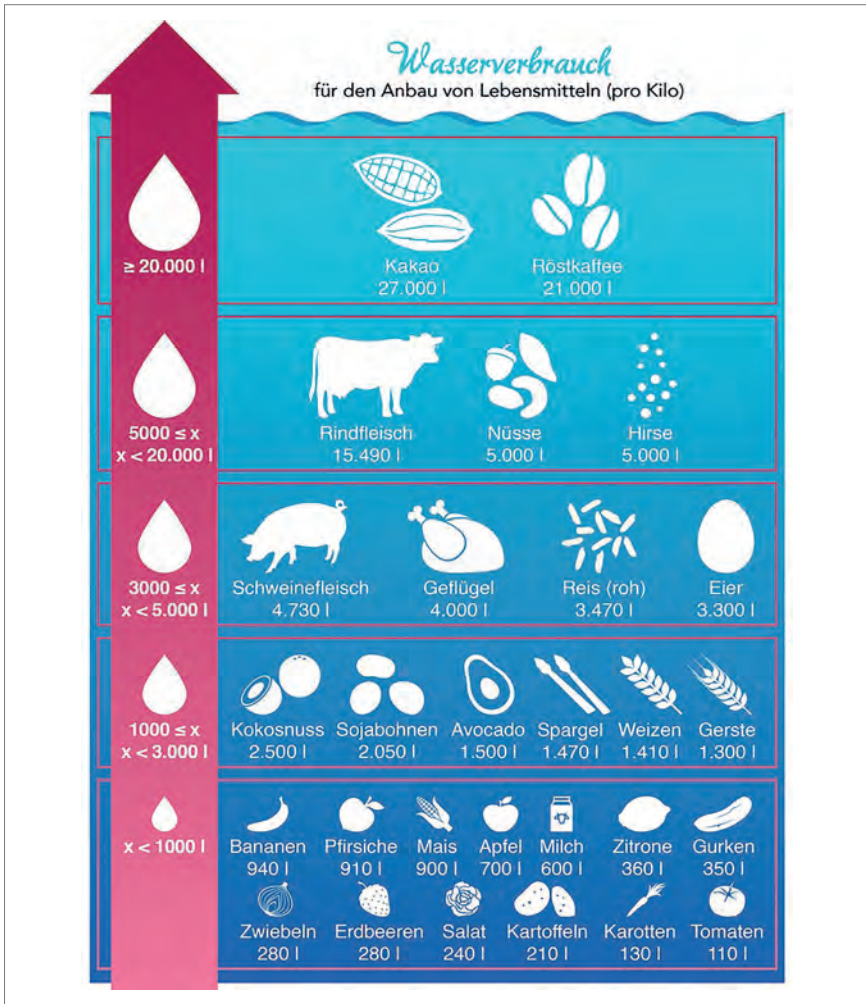 Wasserverbrauch
für den Anbau von Lebensmitteln (pro Kilo)
≥ 20.000 l
Kakao
27.000 l
Röstkaffee
21.000 l
5000 ≤ x
x < 20.000 l
Rindfleisch
15.490 l
Nüsse
5.000 l
Hirse
5.000 l
3000 ≤ x
x < 5.000 l
Schweinefleisch
4.730 l
Geflügel
4.000 l
Reis (roh)
3.470 l
Eier
3.300 l
1000 ≤ x
x < 3.000 l
Kokosnuss
2.500 l
Sojabohnen
2.050 l
Avocado
1.500 l
Spargel
1.470 l
Weizen
1.410 l
Gerste
1.300 l
x < 1000 l
Bananen
940 l
Pfirsiche
910 l
Mais
900 l
Apfel
700 l
Milch
600 l
Zitrone
360 l
Gurken
350 l
Zwiebeln
280 l
Erdbeeren
280 l
Salat
240 l
Kartoffeln
210 l
Karotten
130 l
Tomaten
110 l